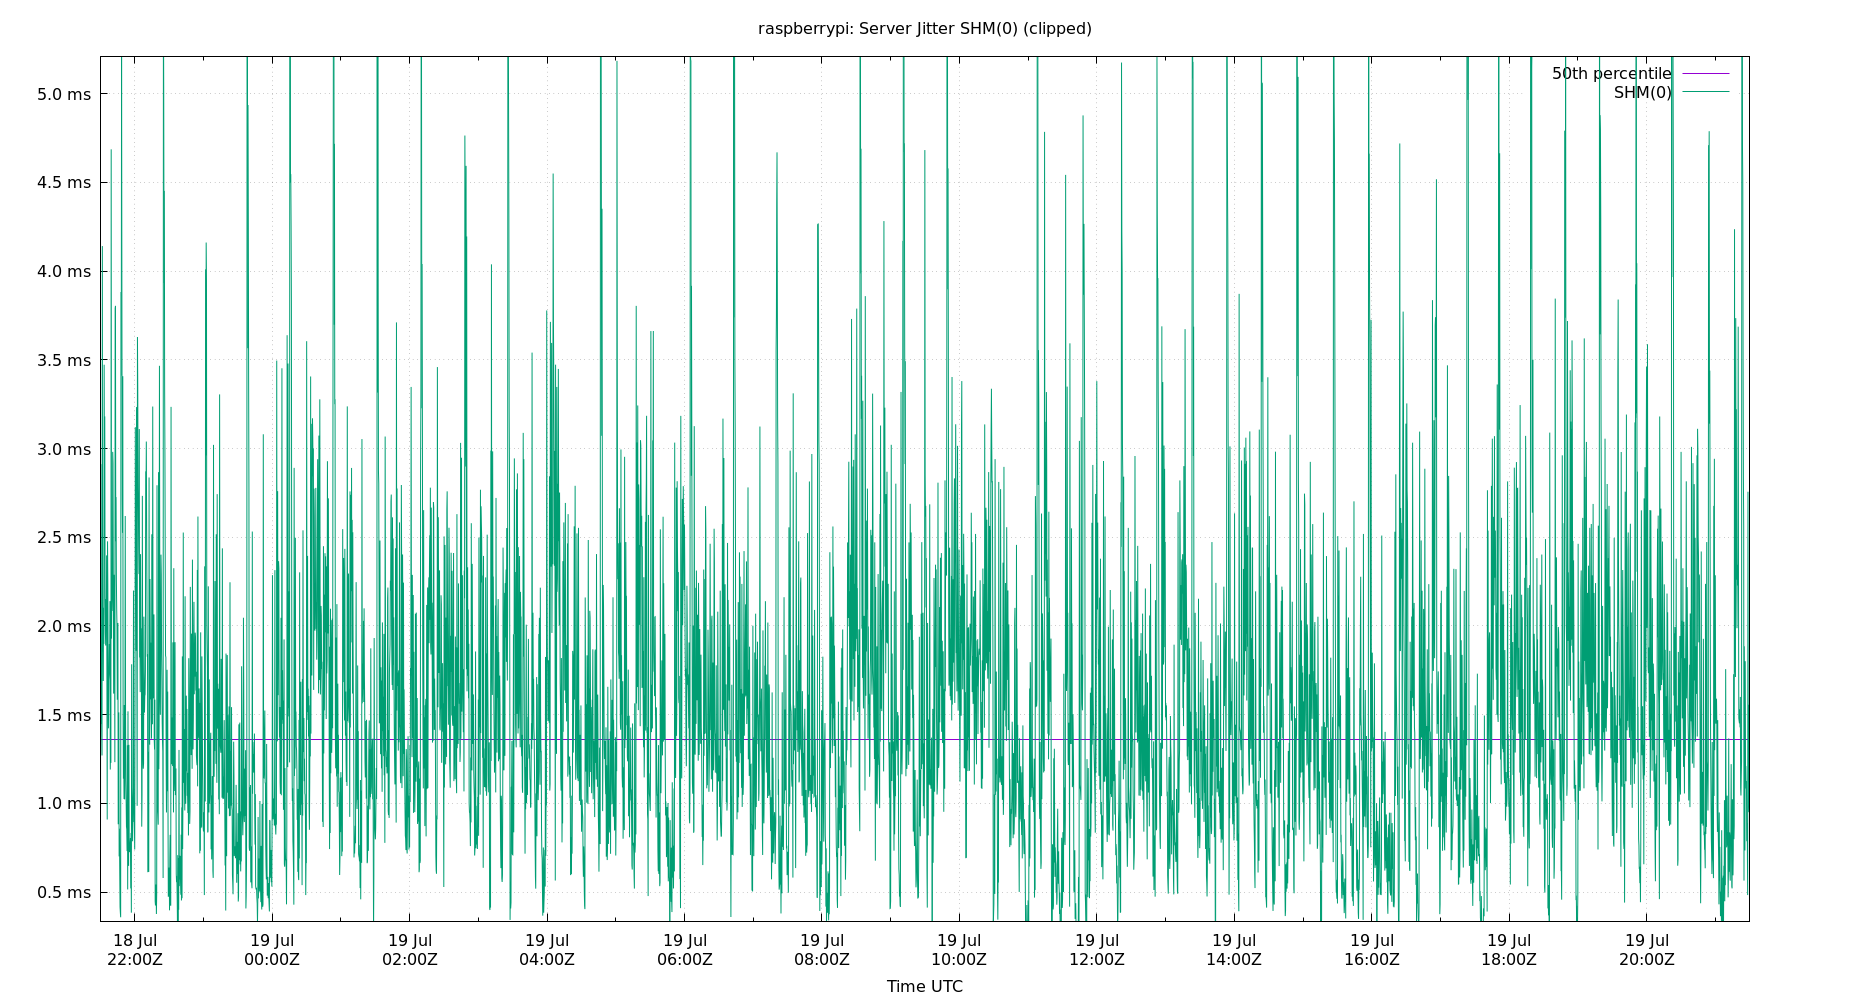 raspberrypi: Server Jitter SHM(0) (clipped)
50th percentile
SHM(0)
5.0 ms
4.5 ms
4.0 ms
3.5 ms
3.0 ms
2.5 ms
2.0 ms
1.5 ms
1.0 ms
0.5 ms
18 Jul 19 Jul 19 Jul 19 Jul 19 Jul 19 Jul 19 Jul 19 Jul 19 Jul 19 Jul 19 Jul 19 Jul
22:00Z 00:00Z 02:00Z 04:00Z 06:00Z 08:00Z 10:00Z 12:00Z 14:00Z 16:00Z 18:00Z 20:00Z
Time UTC